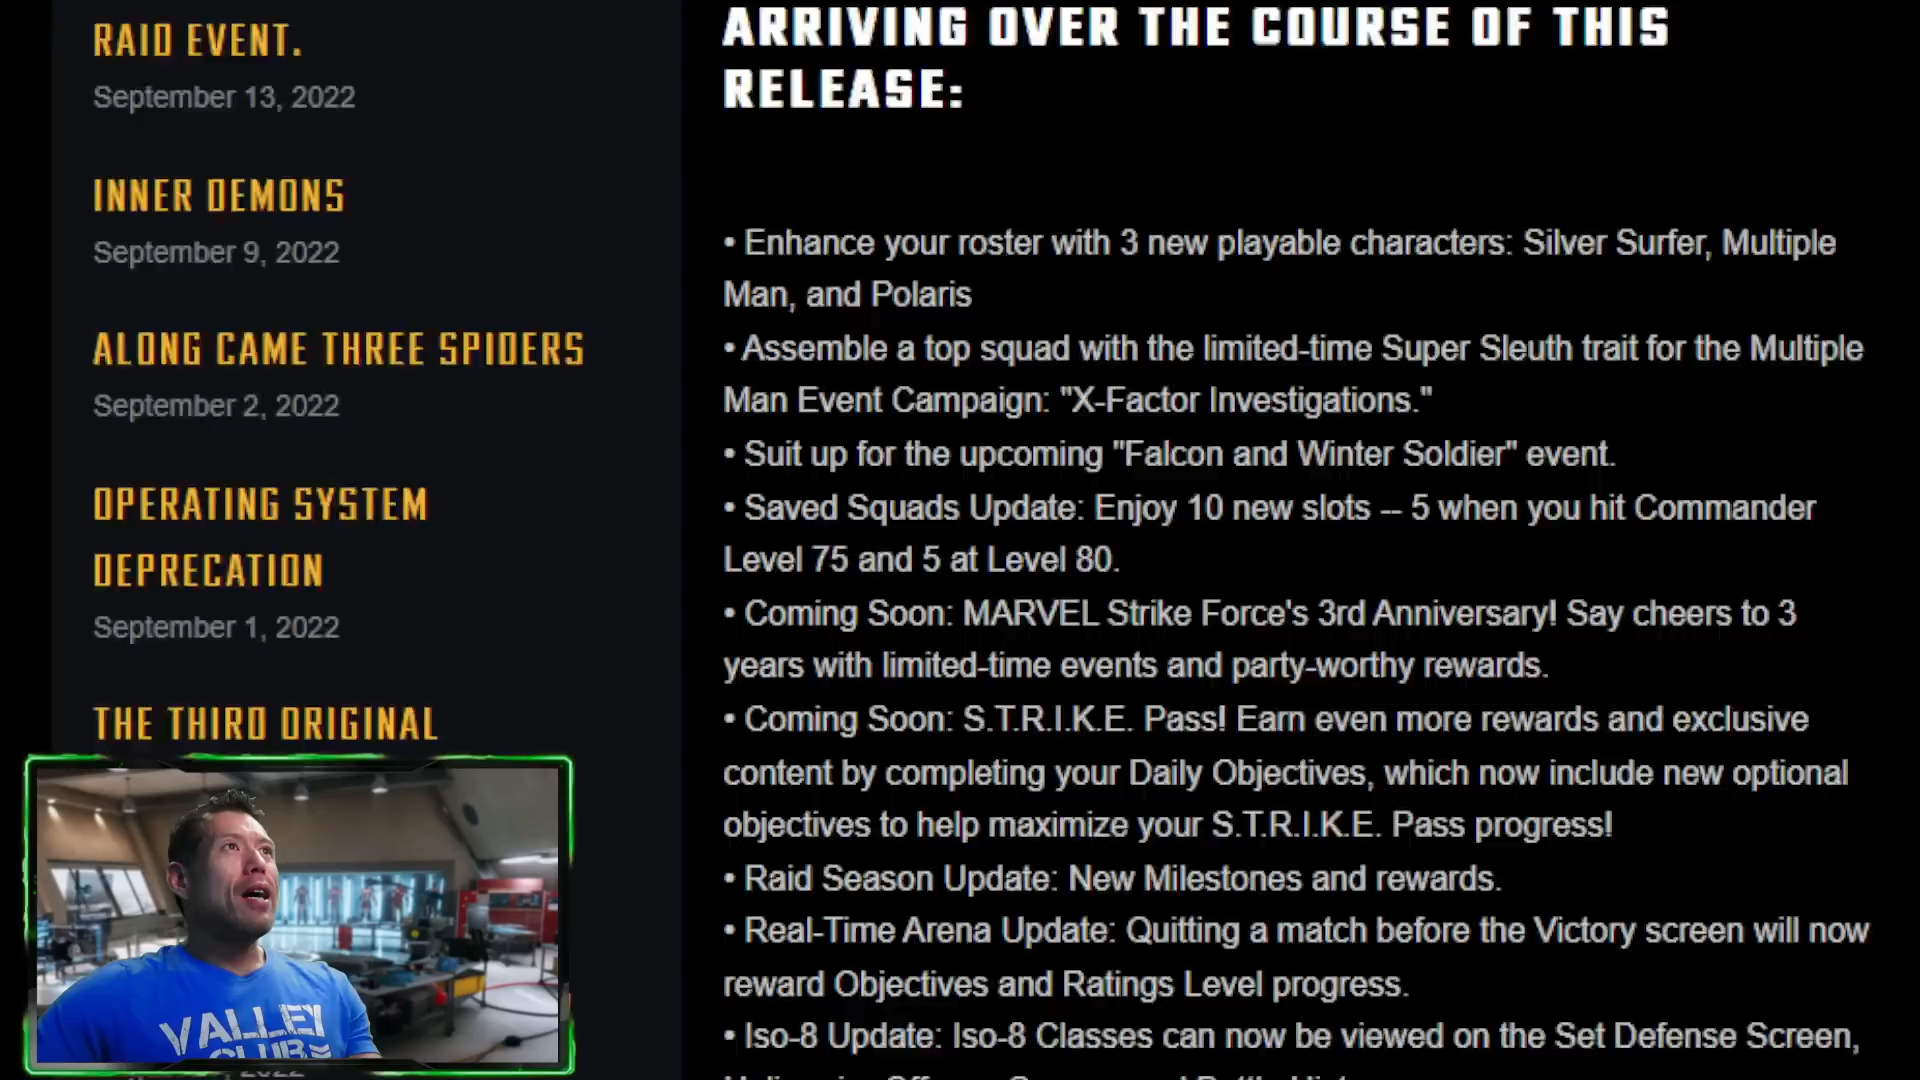 RAID EVENT.
September 13, 2022
INNER DEMONS
September 9, 2022
ALONG CAME THREE SPIDERS
September 2, 2022
OPERATING SYSTEM
DEPRECATION
September 1, 2022
THE THIRD ORIGINAL
ARRIVING OVER THE COURSE OF THIS
RELEASE:
• Enhance your roster with 3 new playable characters: Silver Surfer, Multiple
Man, and Polaris
• Assemble a top squad with the limited-time Super Sleuth trait for the Multiple
Man Event Campaign: "X-Factor Investigations."
• Suit up for the upcoming "Falcon and Winter Soldier" event.
• Saved Squads Update: Enjoy 10 new slots -- 5 when you hit Commander
Level 75 and 5 at Level 80.
• Coming Soon: MARVEL Strike Force's 3rd Anniversary! Say cheers to 3
years with limited-time events and party-worthy rewards.
• Coming Soon: S.T.R.I.K.E. Pass! Earn even more rewards and exclusive
content by completing your Daily Objectives, which now include new optional
objectives to help maximize your S.T.R.I.K.E. Pass progress!
• Raid Season Update: New Milestones and rewards.
• Real-Time Arena Update: Quitting a match before the Victory screen will now
reward Objectives and Ratings Level progress.
• Iso-8 Update: Iso-8 Classes can now be viewed on the Set Defense Screen,
VALLEY
CLUB
2022